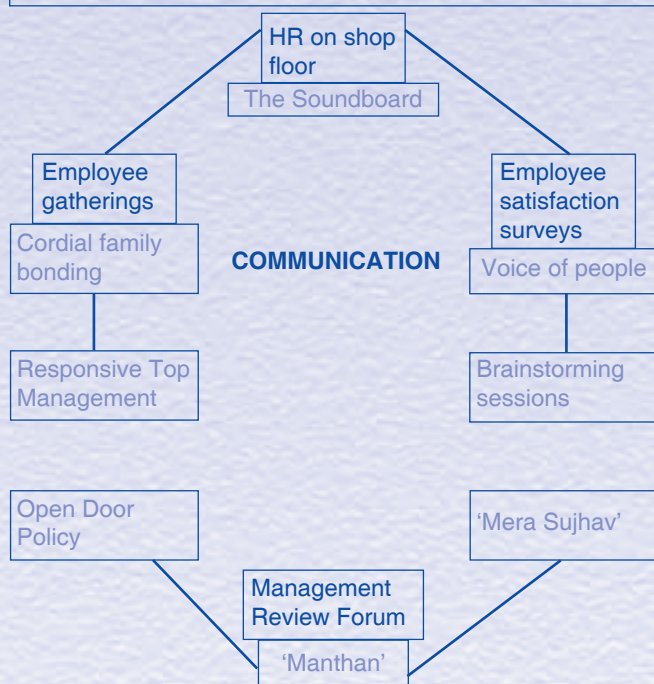 HR on shop
floor
The Soundboard
Employee
gatherings
Cordial family
bonding
COMMUNICATION
Employee
satisfaction
surveys
Voice of people
Responsive Top
Management
Brainstorming
sessions
Open Door
Policy
‘Mera Sujhav’
Management
Review Forum
‘Manthan’